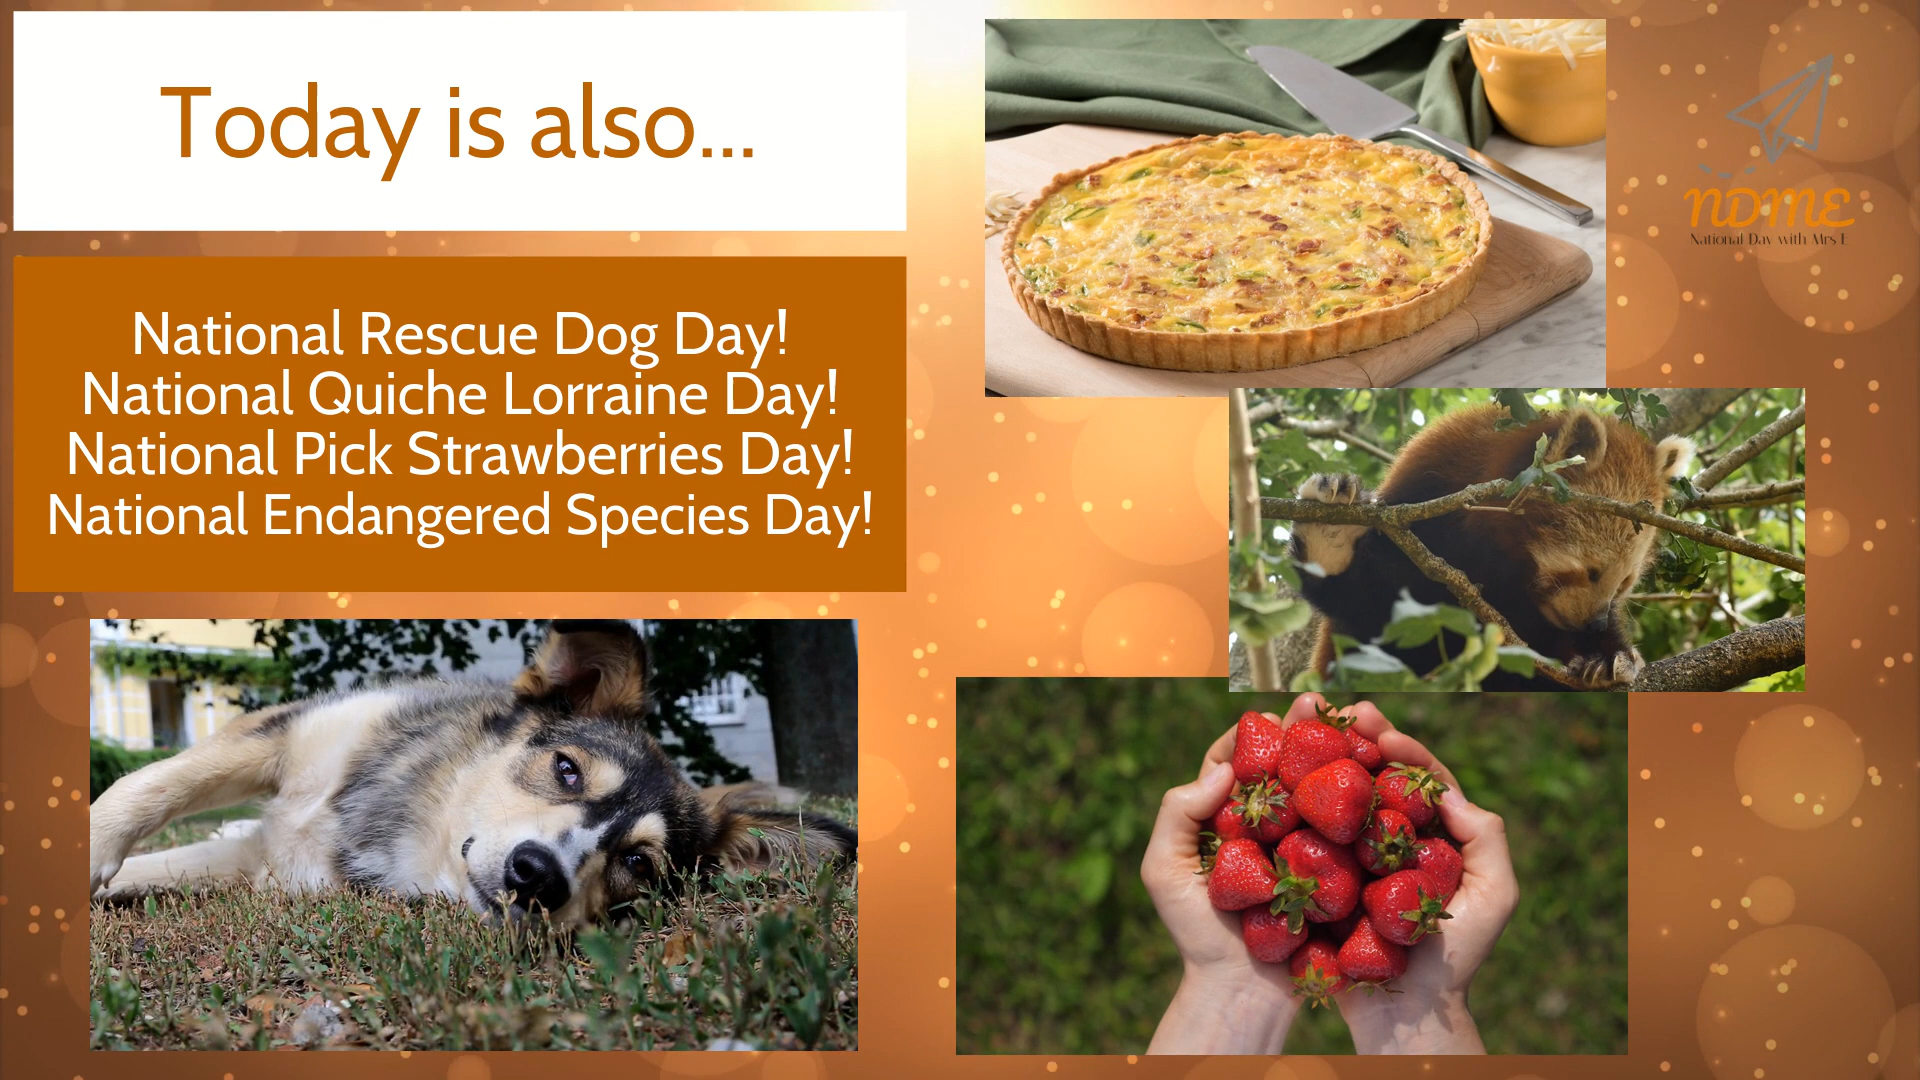 Today is also...
National Rescue Dog Day!
National Quiche Lorraine Day!
National Pick Strawberries Day!
National Endangered Species Day!
NDME
National Day with Mrs E